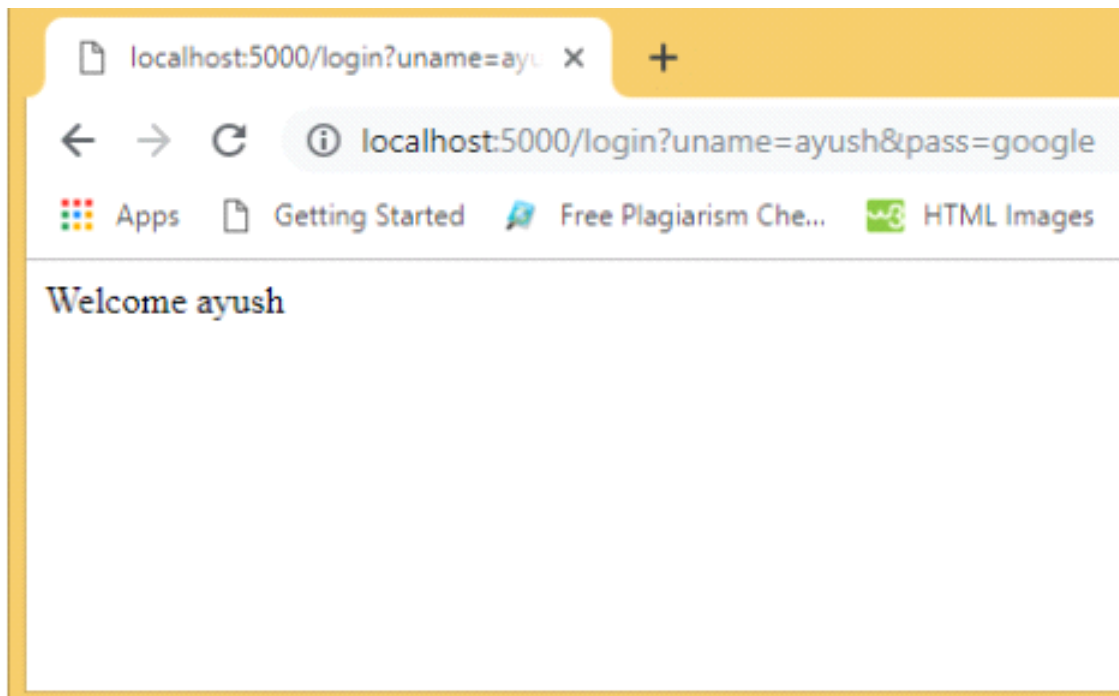 localhost:5000/login?uname=ayu
localhost:5000/login?uname=ayush&pass=google
Apps Getting Started Free Plagiarism Che... HTML Images
Welcome ayush